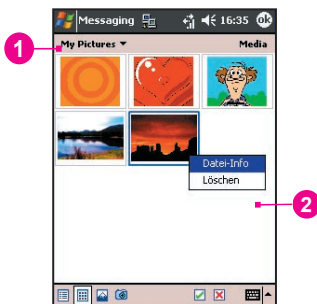 Messaging 16:35 ok
1
My Pictures Media
Datei-Info
Löschen
2